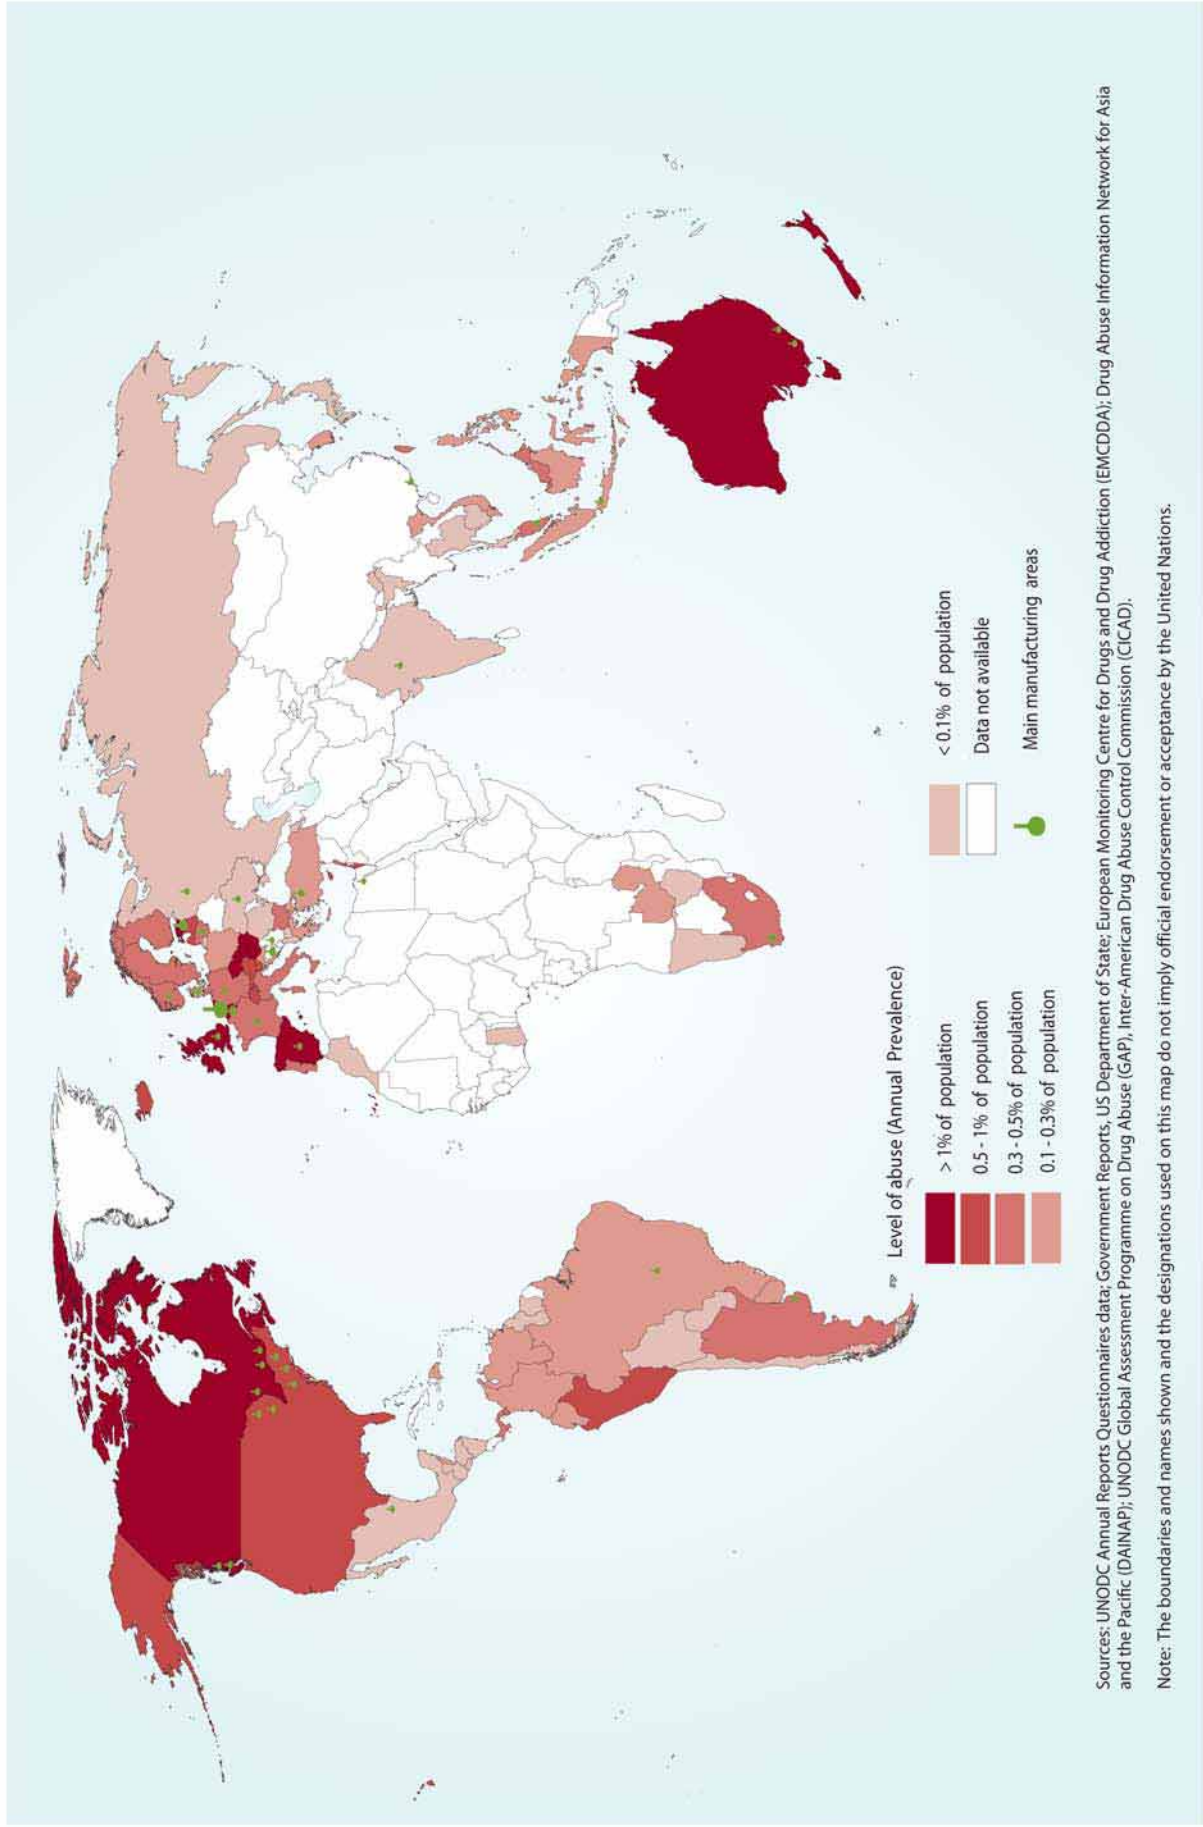 Level of abuse (Annual Prevalence)
> 1% of population
0.5 - 1% of population
0.3 - 0.5% of population
0.1 - 0.3% of population
< 0.1% of population
Data not available
Main manufacturing areas
Sources: UNODC Annual Reports Questionnaires data; Government Reports, US Department of State; European Monitoring Centre for Drugs and Drug Addiction (EMCDDA); Drug Abuse Information Network for Asia
and the Pacific (DAINAP); UNODC Global Assessment Programme on Drug Abuse (GAP), Inter-American Drug Abuse Control Commission (CICAD).
Note: The boundaries and names shown and the designations used on this map do not imply official endorsement or acceptance by the United Nations.